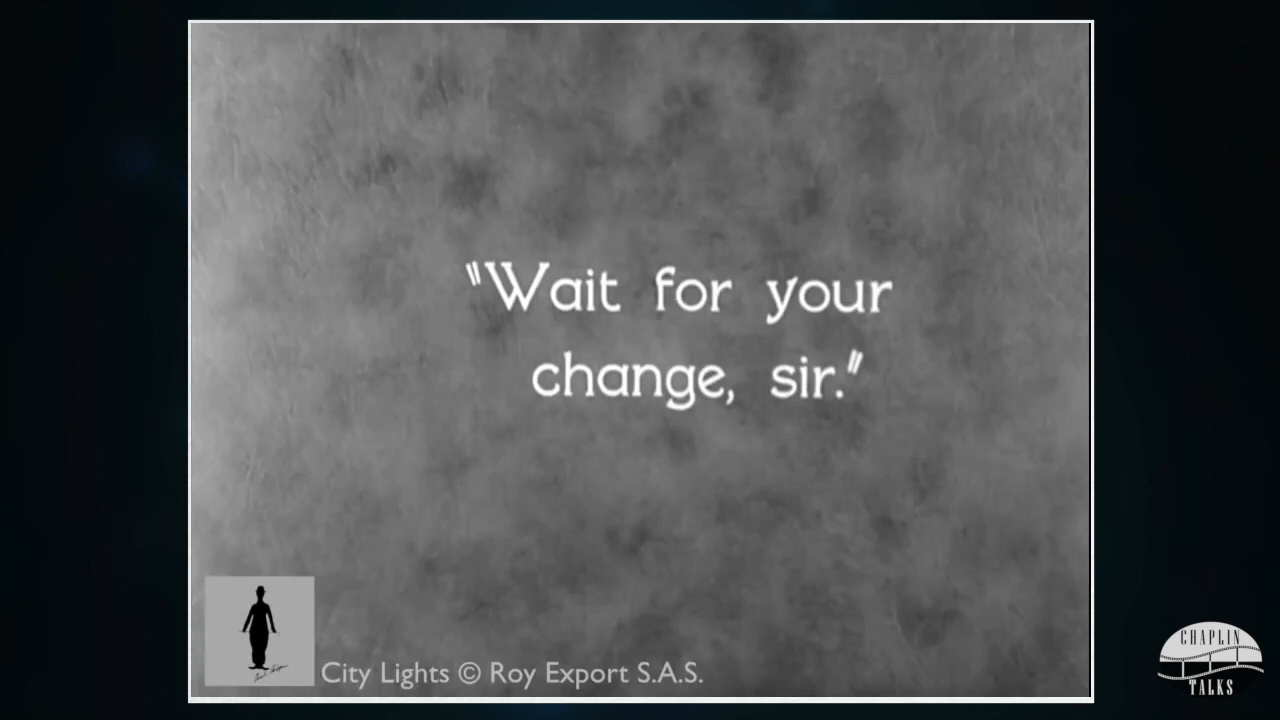 "Wait for your
change, sir."
City Lights © Roy Export S.A.S.
CHAPLIN
TALKS